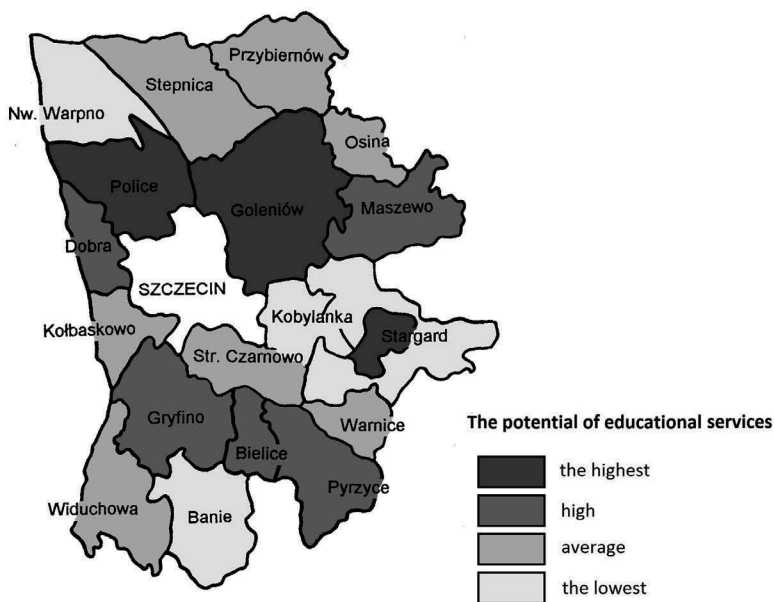 Przybiernów
Stepnica
Nw. Warpno
Osina
Police
Goleniów
Maszewo
Dobra
SZCZECIN
Kobylanka
Kołbaskowo
Stargard
Str. Czarnowo
Gryfino
Warnice
Bielice
Pyrzyce
Widuchowa
Banie
The potential of educational services
the highest
high
average
the lowest